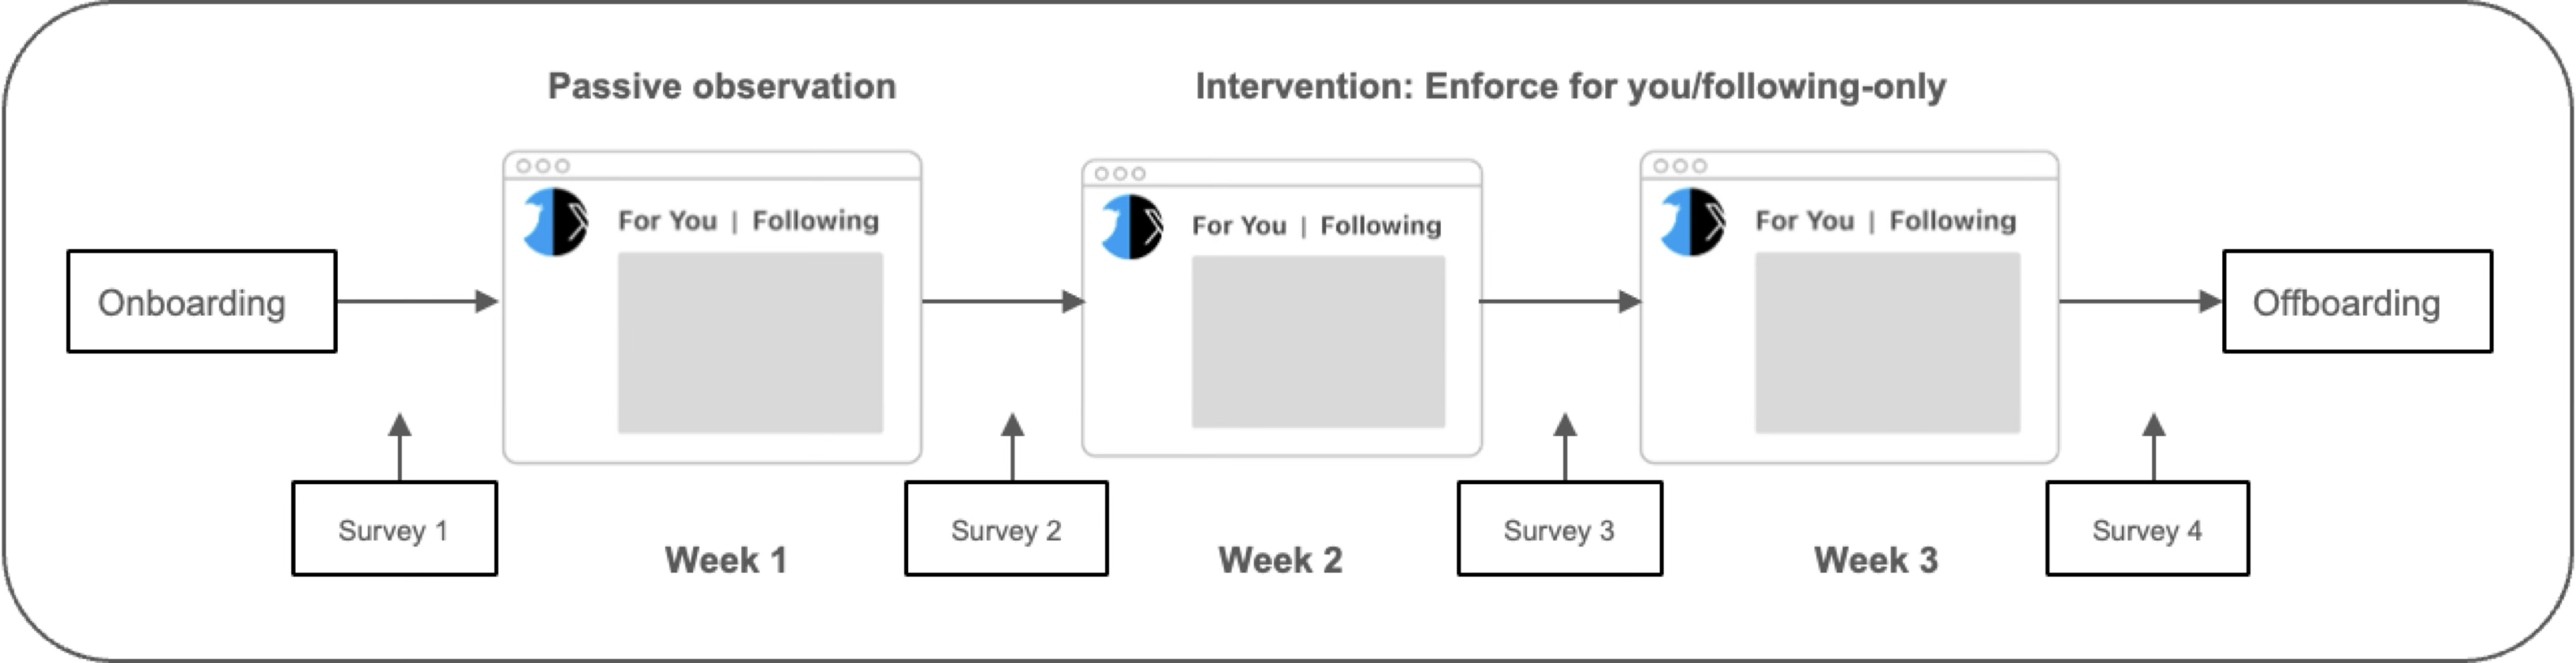 Passive observation
Intervention: Enforce for you/following-only
For You | Following
For You | Following
For You | Following
Onboarding
Offboarding
Survey 1
Survey 2
Survey 3
Survey 4
Week 1
Week 2
Week 3